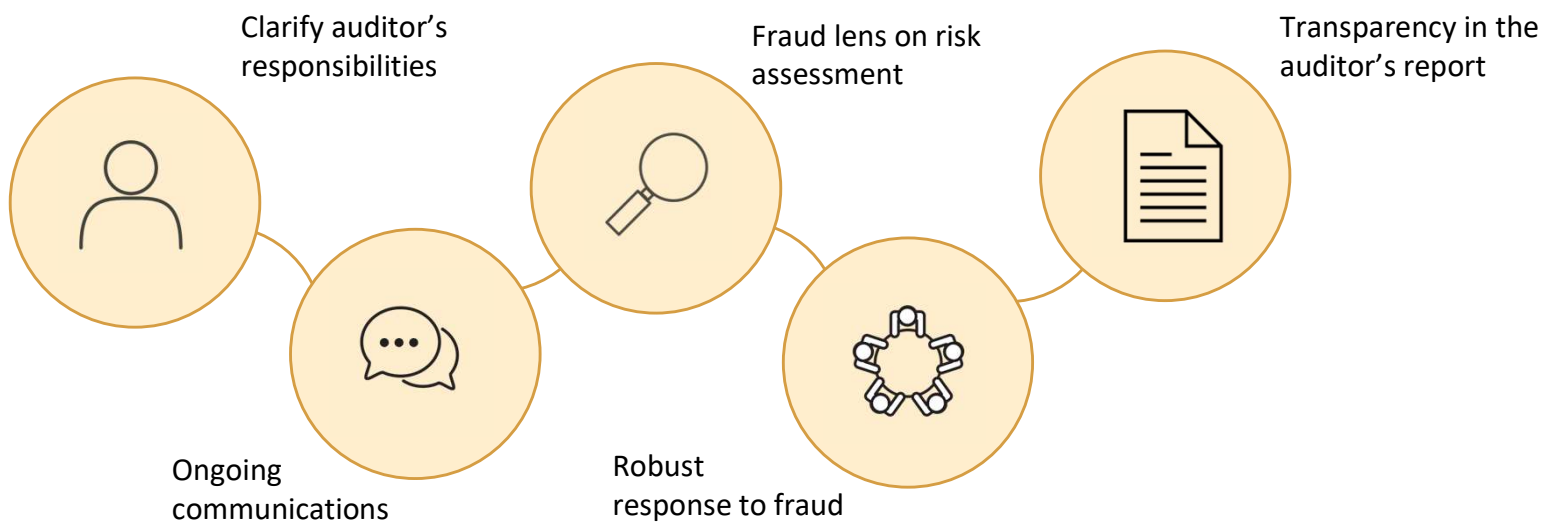 Clarify auditor’s
responsibilities
Ongoing
communications
Fraud lens on risk
assessment
Robust
response to fraud
Transparency in the
auditor’s report